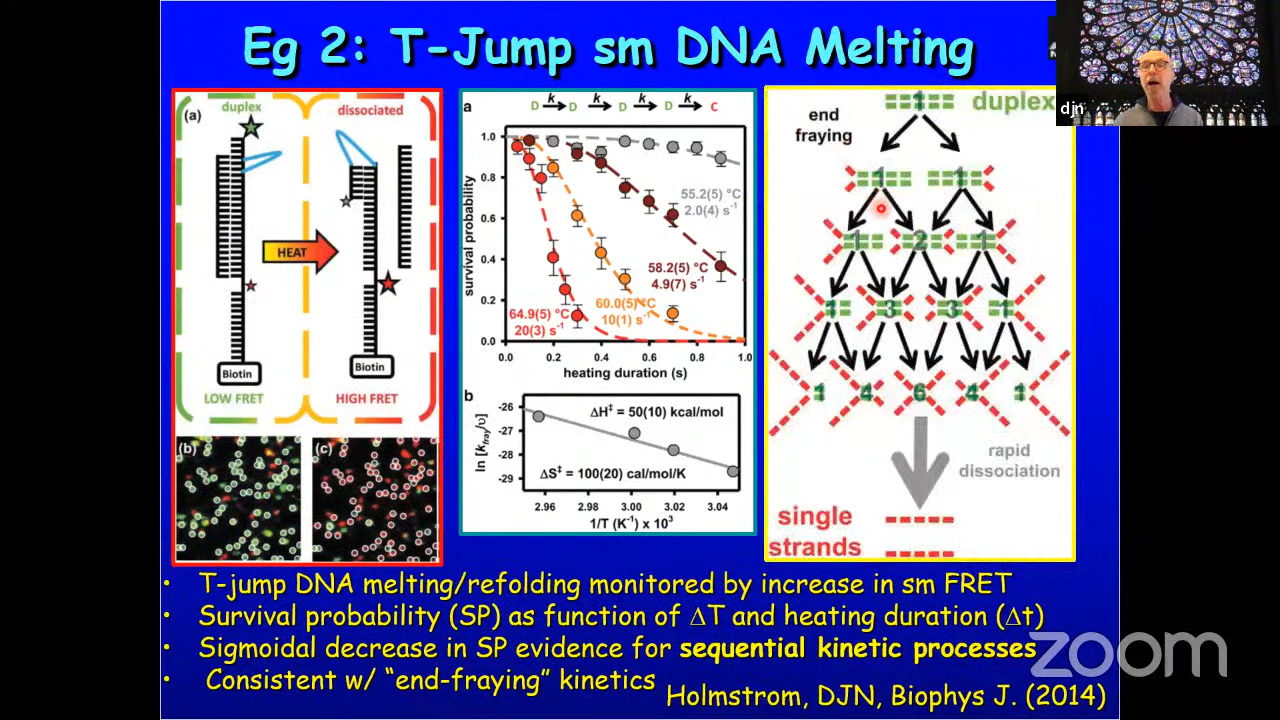 Eg 2: T-Jump sm DNA Melting
djn
(a)
duplex
dissociated
HEAT
Biotin
Biotin
LOW FRET
HIGH FRET
(b)
(c)
a
D k D k D k D k C
survival probability
1.0
0.8
0.6
0.4
0.2
0.0
55.2(5) °C
2.0(4) s-1
58.2(5) °C
4.9(7) s-1
60.0(5) °C
10(1) s-1
64.9(5) °C
20(3) s-1
0.0 0.2 0.4 0.6 0.8 1.0
heating duration (s)
b
ln [kfray/υ]
-26
-27
-28
-29
ΔH‡ = 50(10) kcal/mol
ΔS‡ = 100(20) cal/mol/K
2.96 2.98 3.00 3.02 3.04
1/T (K-1) x 103
1 duplex
end
fraying
1 1
1 2 1
1 3 3 1
1 4 6 4 1
rapid
dissociation
single
strands
• T-jump DNA melting/refolding monitored by increase in sm FRET
• Survival probability (SP) as function of ΔT and heating duration (Δt)
• Sigmoidal decrease in SP evidence for sequential kinetic processes
• Consistent w/ “end-fraying” kinetics
Holmstrom, DJN, Biophys J. (2014)
zoom